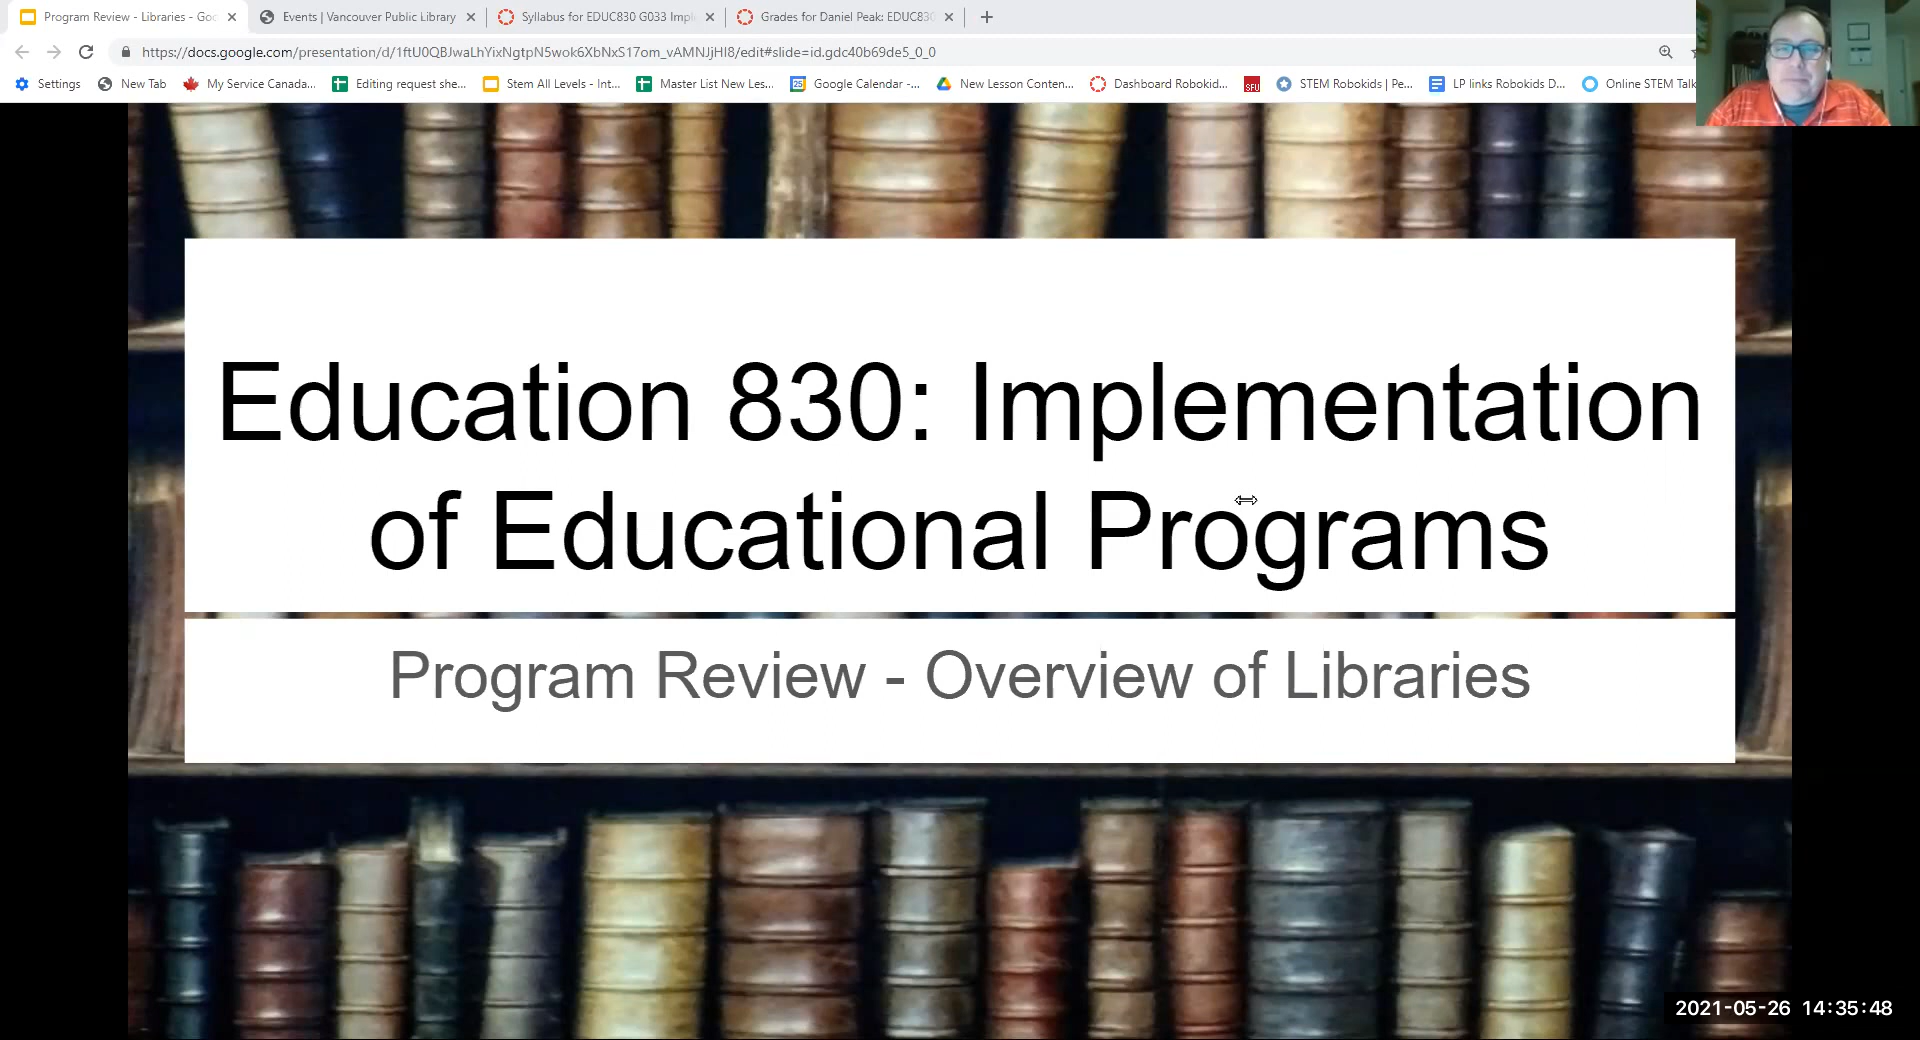 Program Review - Libraries - Goo
Events | Vancouver Public Library
Syllabus for EDUC830 G033 Impl
Grades for Daniel Peak: EDUC830
https://docs.google.com/presentation/d/1ftU0QBJwaLhYixNgtpN5wok6XbNxS17om_vAMNJjHI8/edit#slide=id.gdc40b69de5_0_0
Settings
New Tab
My Service Canada...
Editing request she...
Stem All Levels - Int...
Master List New Les...
25
Google Calendar -...
New Lesson Conten...
Dashboard Robokid...
SFU
STEM Robokids | Pe...
LP links Robokids D...
Online STEM Talk
Education 830: Implementation
of Educational Programs
Program Review - Overview of Libraries
2021-05-26 14:35:48